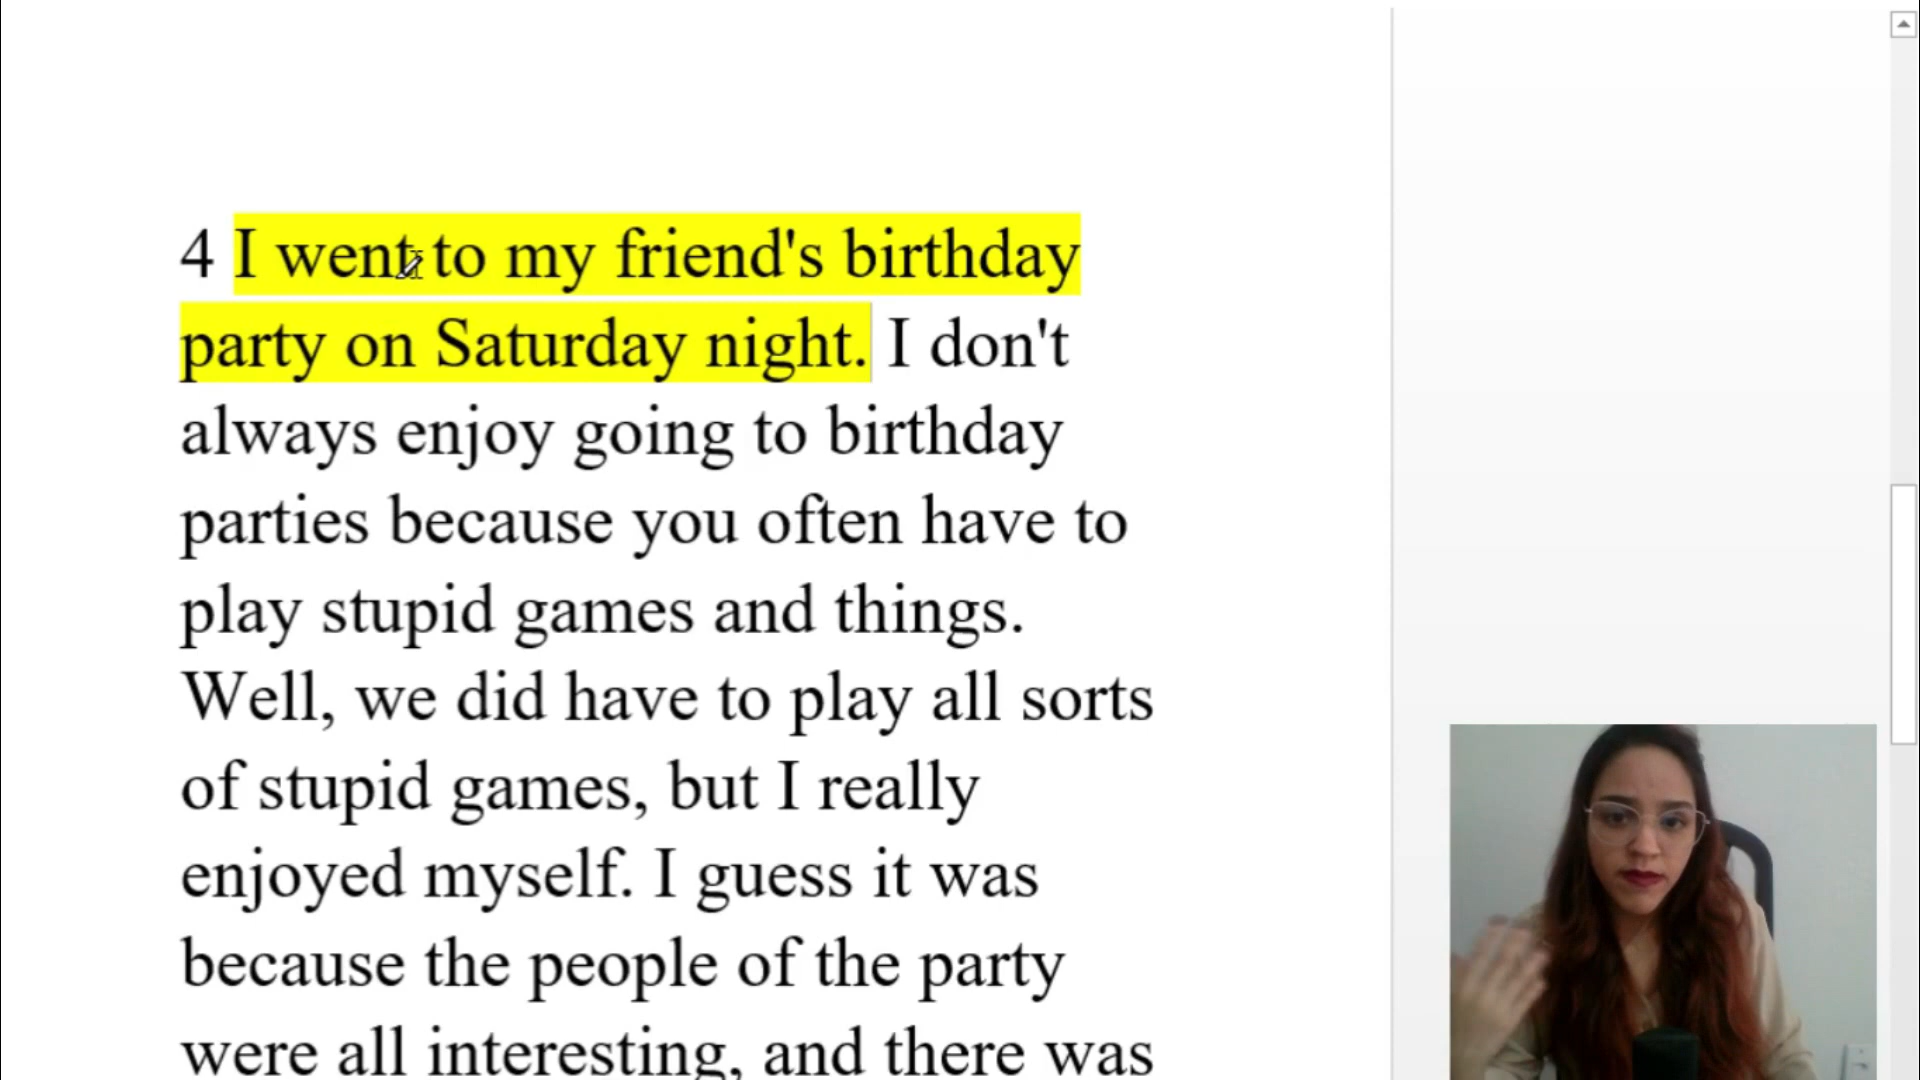 4 I went to my friend's birthday
party on Saturday night. I don't
always enjoy going to birthday
parties because you often have to
play stupid games and things.
Well, we did have to play all sorts
of stupid games, but I really
enjoyed myself. I guess it was
because the people of the party
were all interesting, and there was